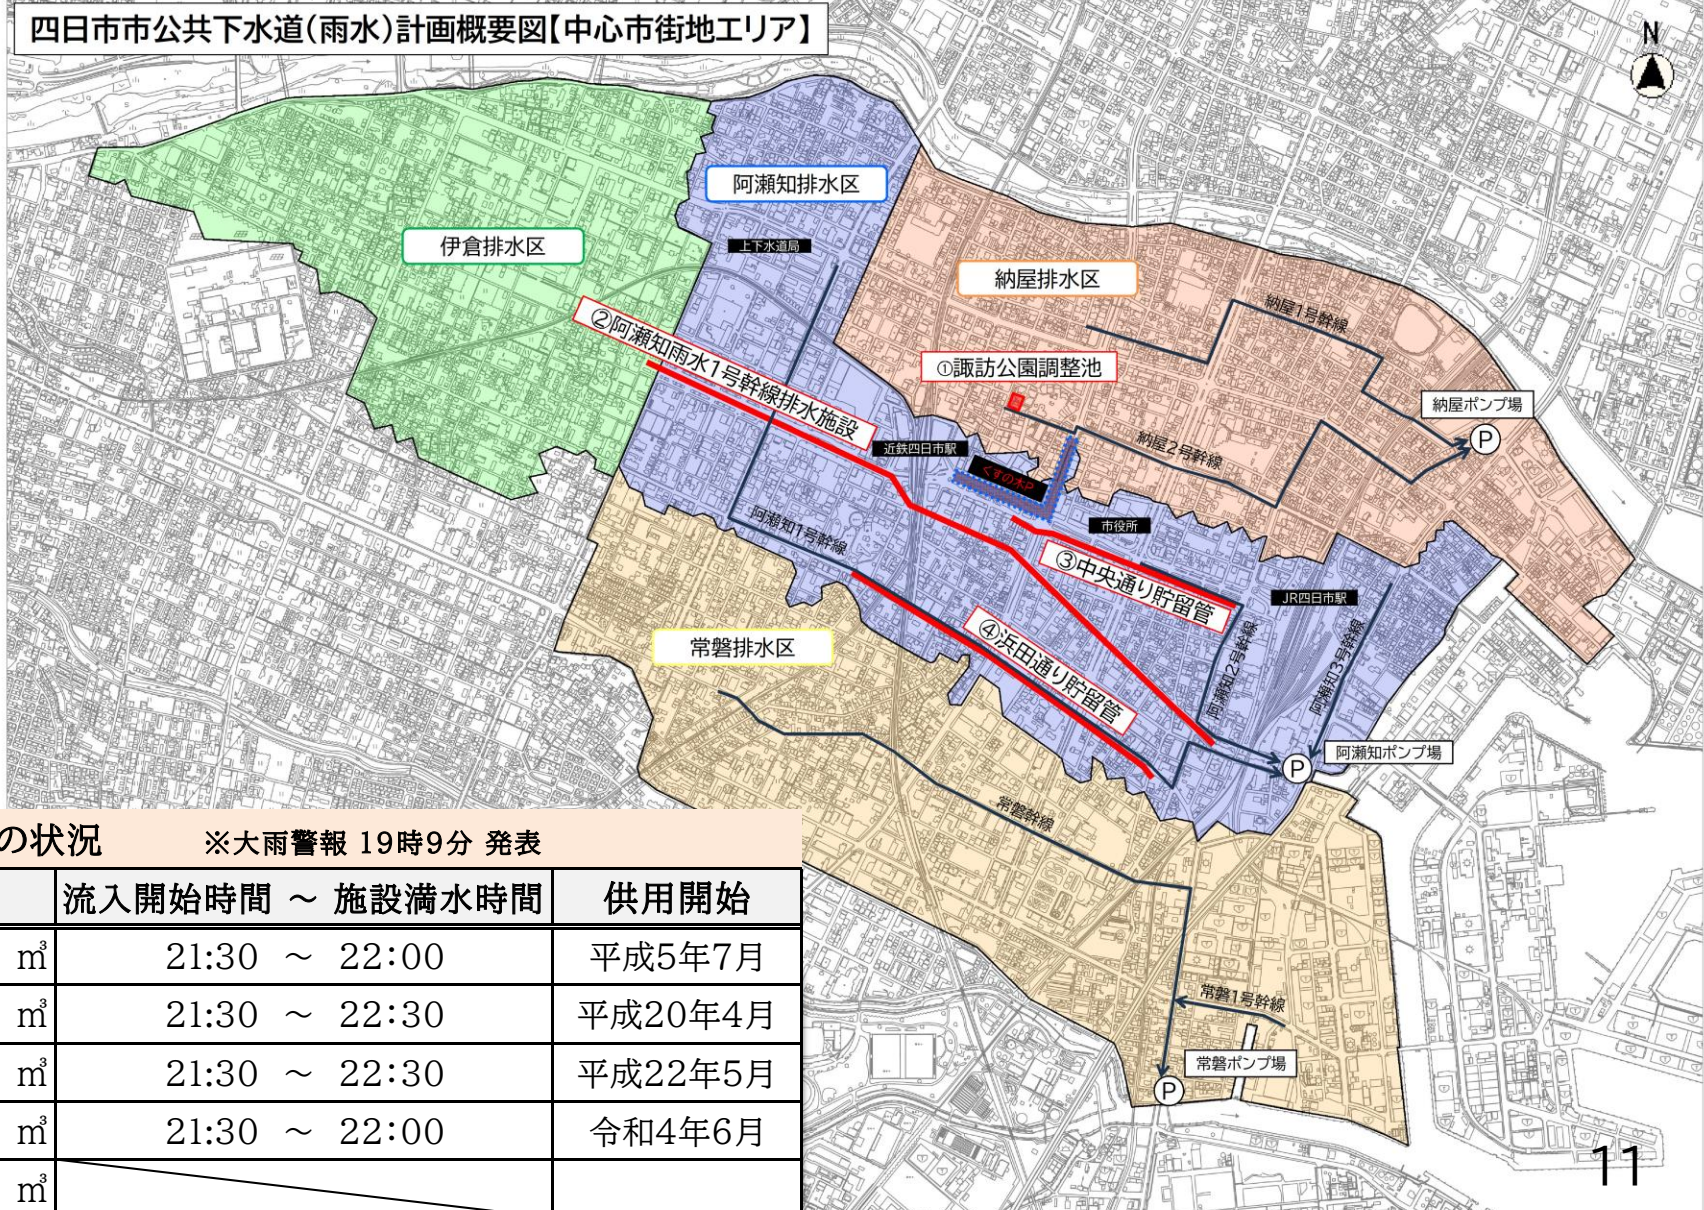 四日市市公共下水道(雨水)計画概要図【中心市街地エリア】
N
阿瀬知排水区
伊倉排水区
上下水道局
納屋排水区
納屋1号幹線
②阿瀬知雨水1号幹線排水施設
①諏訪公園調整池
納屋ポンプ場
P
近鉄四日市駅
納屋2号幹線
くすの木P
阿瀬知1号幹線
市役所
③中央通り貯留管
JR四日市駅
④浜田通り貯留管
常磐排水区
阿瀬知2号幹線
阿瀬知3号幹線
阿瀬知ポンプ場
P
常磐幹線
常磐1号幹線
常磐ポンプ場
P
の状況 ※大雨警報 19時9分 発表
流入開始時間 ～ 施設満水時間 供用開始
㎥ 21:30 ～ 22:00 平成5年7月
㎥ 21:30 ～ 22:30 平成20年4月
㎥ 21:30 ～ 22:30 平成22年5月
㎥ 21:30 ～ 22:00 令和4年6月
㎥
11